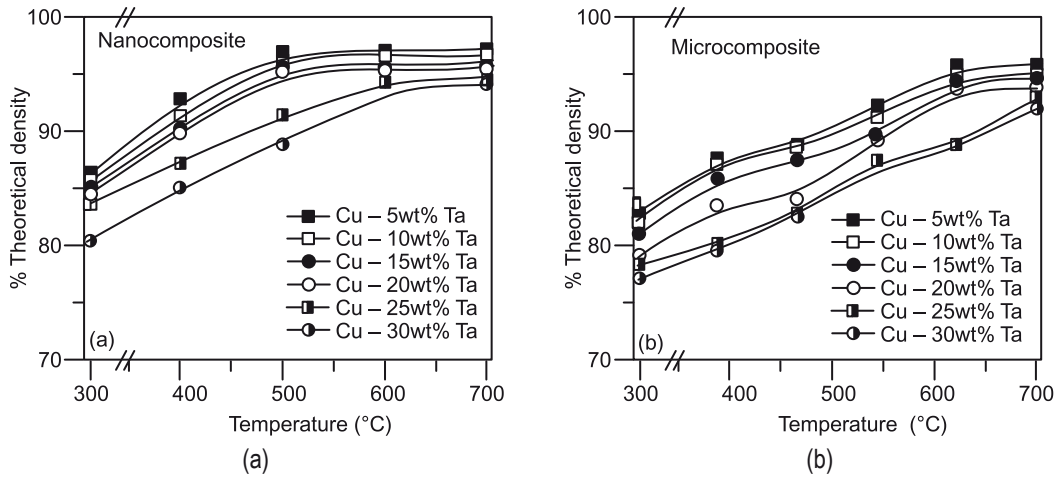 100
90
80
70
% Theoretical density
Nanocomposite
Cu – 5wt% Ta
Cu – 10wt% Ta
Cu – 15wt% Ta
Cu – 20wt% Ta
Cu – 25wt% Ta
Cu – 30wt% Ta
(a)
300 400 500 600 700
Temperature (°C)
(a)
100
90
80
70
% Theoretical density
Microcomposite
Cu – 5wt% Ta
Cu – 10wt% Ta
Cu – 15wt% Ta
Cu – 20wt% Ta
Cu – 25wt% Ta
Cu – 30wt% Ta
(b)
300 400 500 600 700
Temperature (°C)
(b)